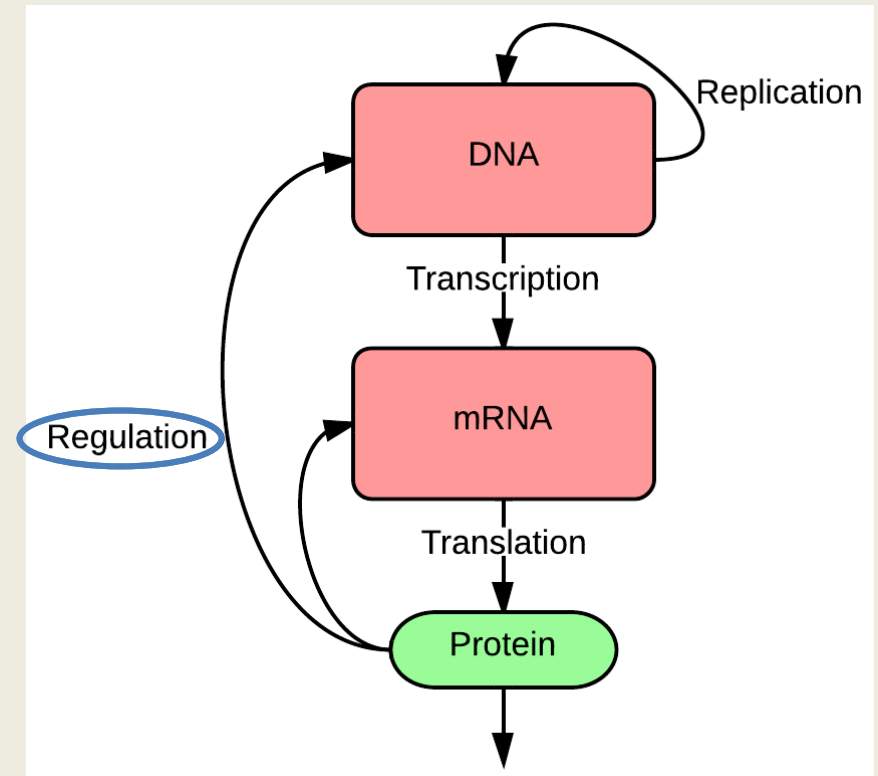 Replication
DNA
Transcription
mRNA
Regulation
Translation
Protein